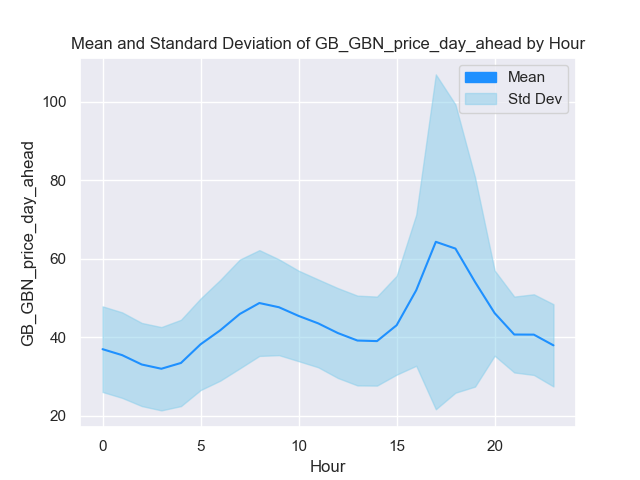 Mean and Standard Deviation of GB_GBN_price_day_ahead by Hour
Mean
Std Dev
100
80
60
40
20
GB_GBN_price_day_ahead
0 5 10 15 20
Hour